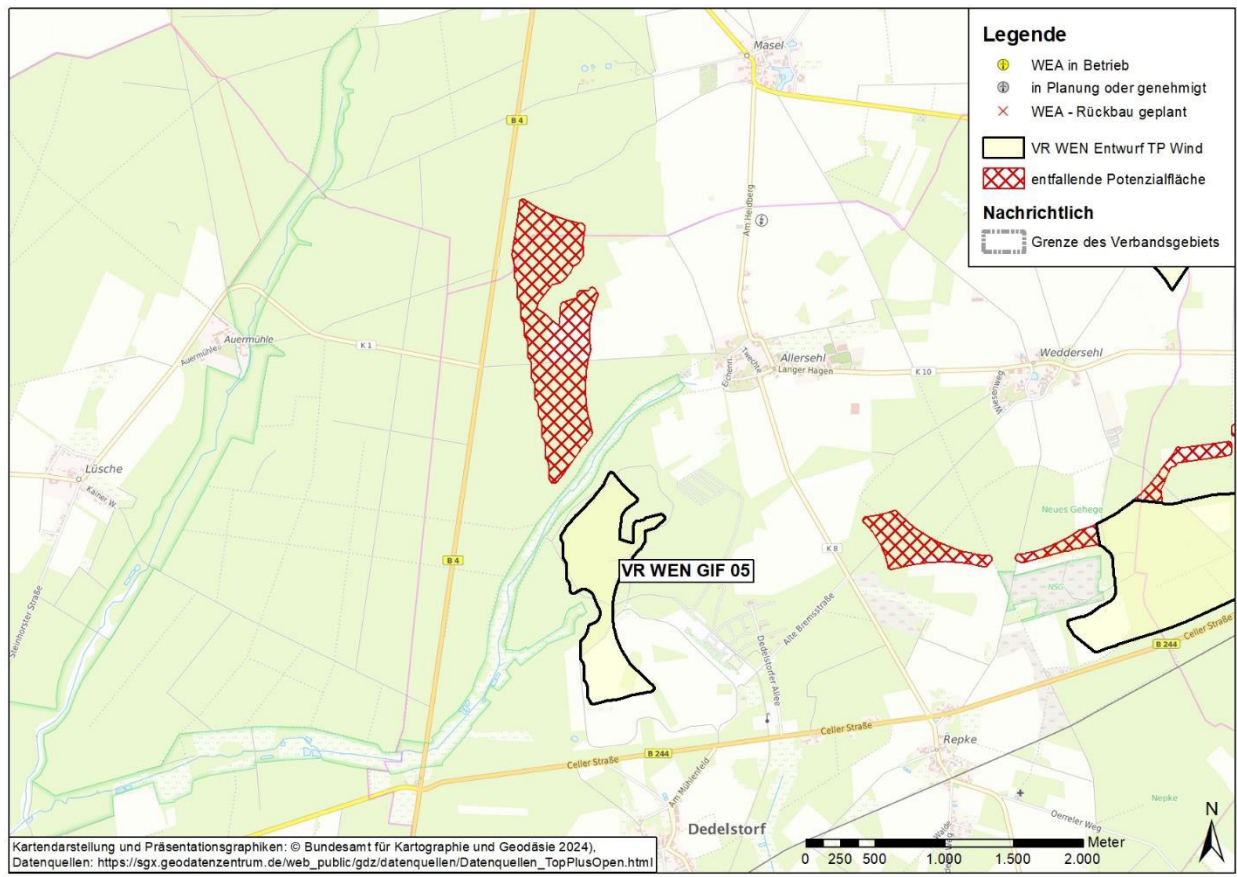 Legende
WEA in Betrieb
in Planung oder genehmigt
WEA - Rückbau geplant
VR WEN Entwurf TP Wind
entfallende Potenzialfläche
Nachrichtlich
Grenze des Verbandsgebiets
Masel
B 4
Am Heidberg
Auermühle
Auermühle
K 1
Echernl.
Twechte
Allersehl
Langer Hagen
K 10
Weddersehl
Wiesenweg
Lüsche
Kainer W.
Steinhorster Straße
Neues Gehege
B 4
VR WEN GIF 05
K 8
NSG
Alte Bremsstraße
Dedelstorfer Allee
Celler Straße
B 244
Celler Straße
Repke
B 244
Celler Straße
Am Mühlenfeld
Nepke
Oerreler Weg
Dedelstorf
N
Meter
0 250 500 1.000 1.500 2.000
Kartendarstellung und Präsentationsgraphiken: © Bundesamt für Kartographie und Geodäsie 2024),
Datenquellen: https://sgx.geodatenzentrum.de/web_public/gdz/datenquellen/Datenquellen_TopPlusOpen.html